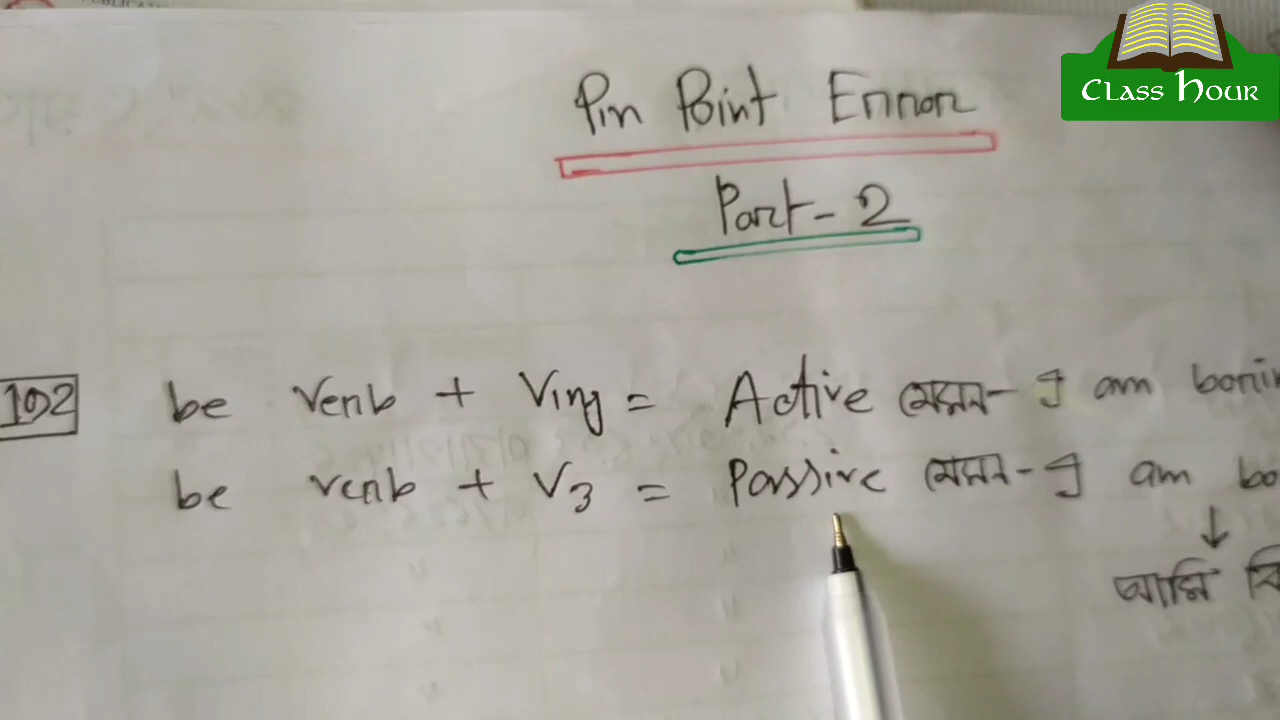 CLASS HOUR
Pin Point Error
Part-2
102 be verb + Ving = Active যেমন- I am
be verb + V3 = Passive যেমন- I am
আমি